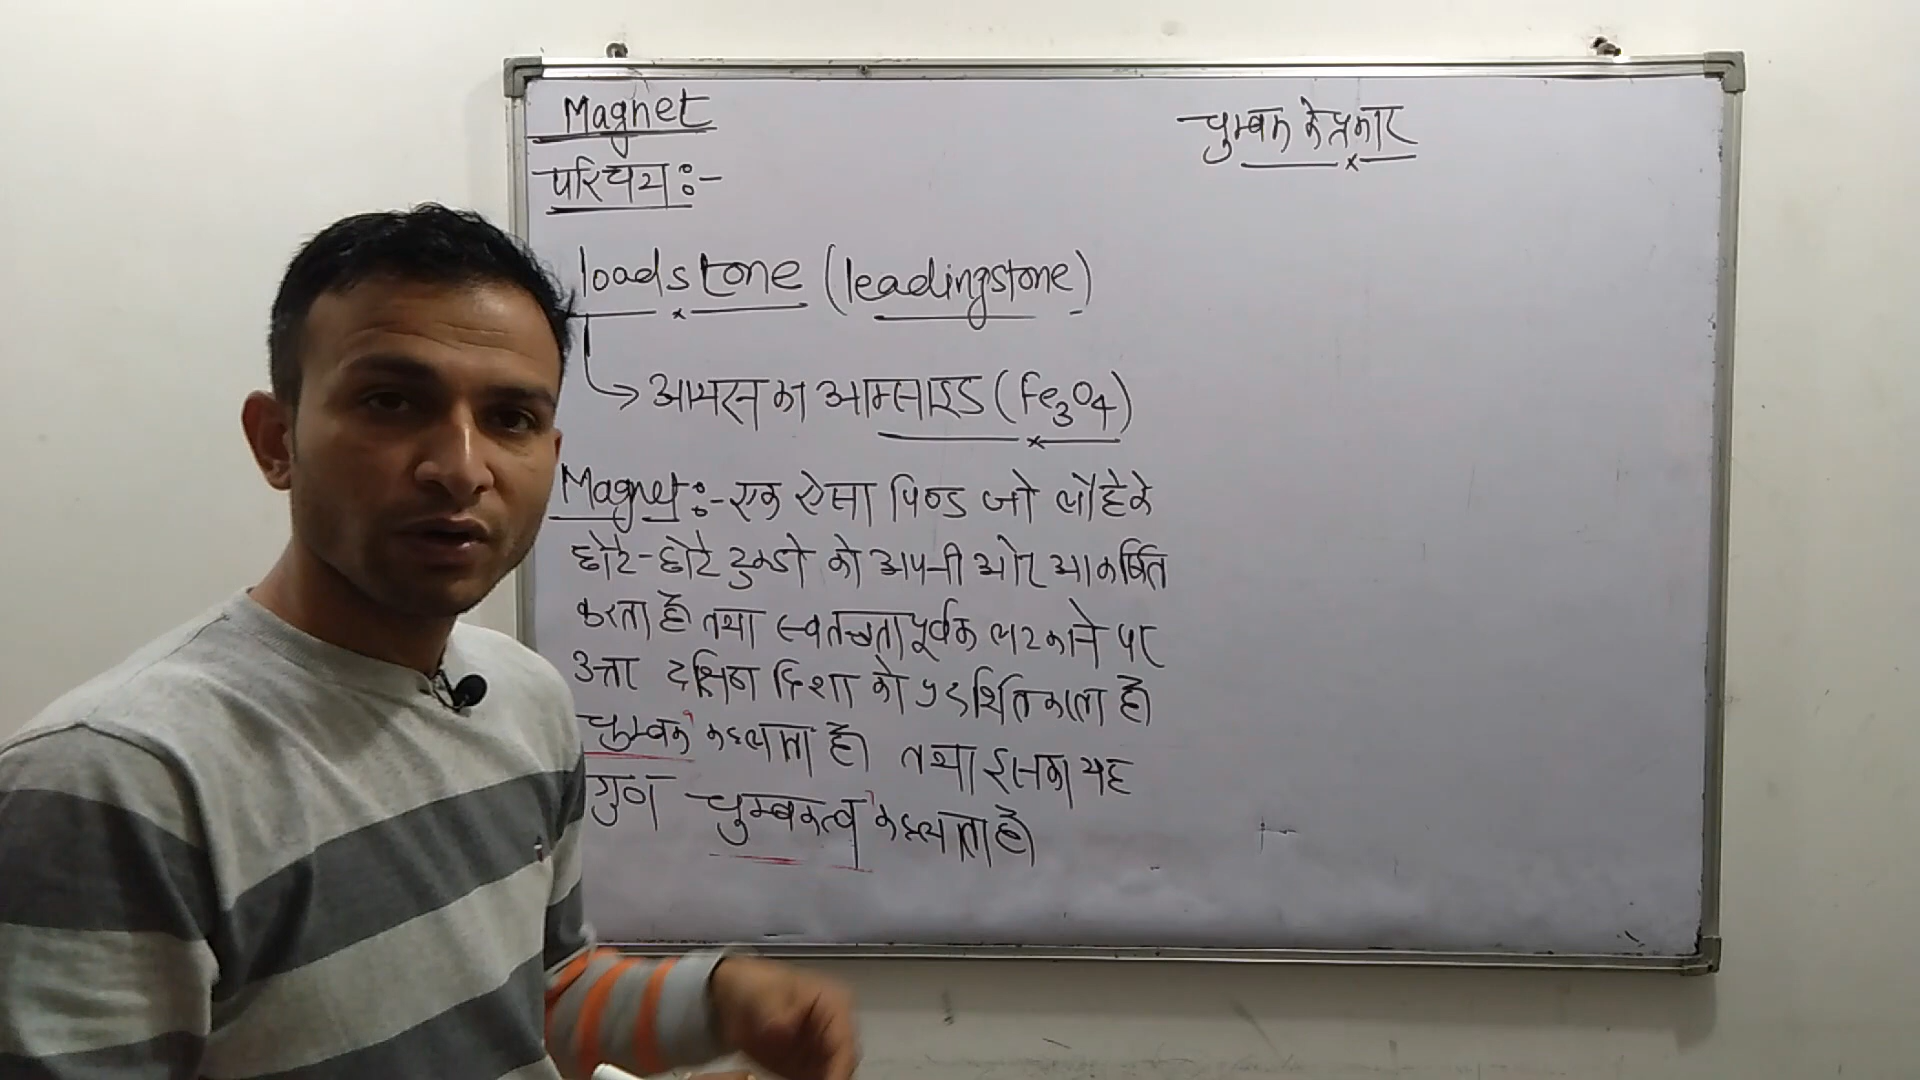 Magnet
परिचय :-
चुम्बक के प्रकार
loadstone (leadingstone)
→ आयरन का आक्साइड (Fe3O4)
Magnet :- एक ऐसा पिण्ड जो लौहे के
छोटे-छोटे टुकडो को अपनी ओर आकर्षित
करता है तथा स्वतन्त्रतापूर्वक लटकाने पर
उत्तर दक्षिण दिशा को प्रदर्शित करता है।
चुम्बक कहलाता है। तथा इसका यह
गुण चुम्बकत्व कहलाता है।